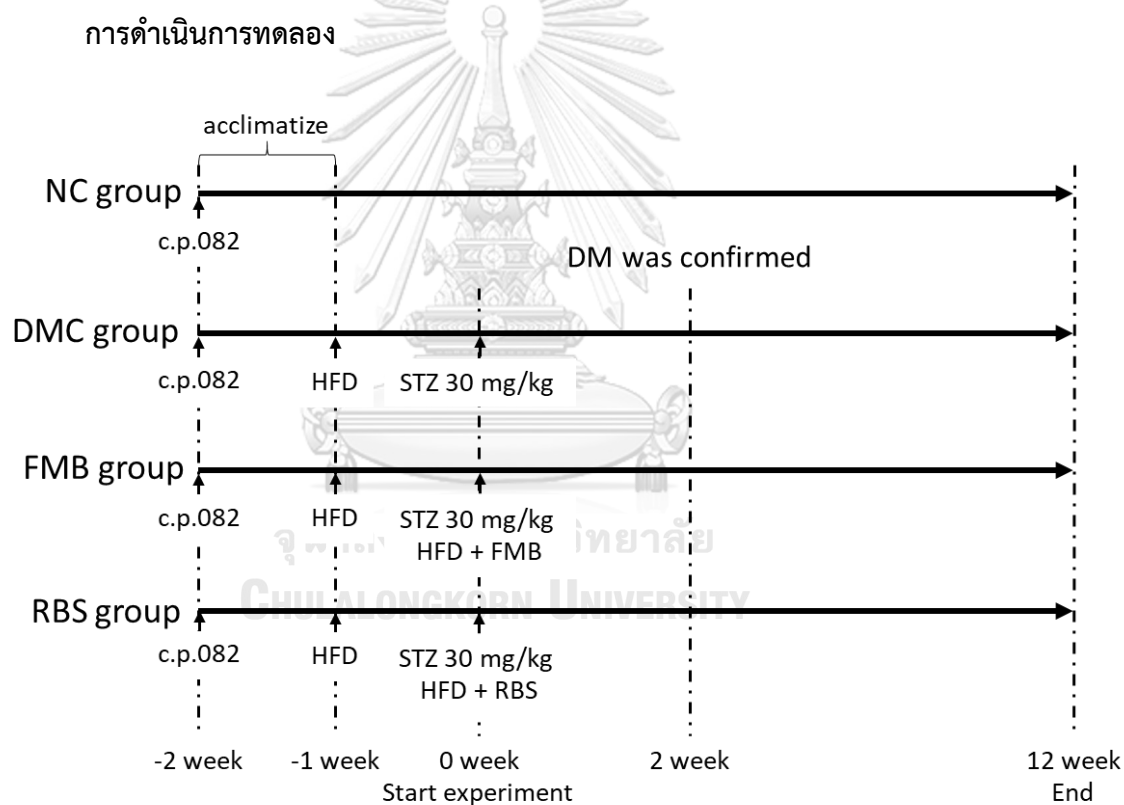 การดำเนินการทดลอง
acclimatize
NC group
c.p.082
DM was confirmed
DMC group
c.p.082 HFD STZ 30 mg/kg
FMB group
c.p.082 HFD STZ 30 mg/kg
HFD + FMB
CHULALONGKORN UNIVERSITY
RBS group
c.p.082 HFD STZ 30 mg/kg
HFD + RBS
-2 week -1 week 0 week 2 week 12 week
Start experiment End